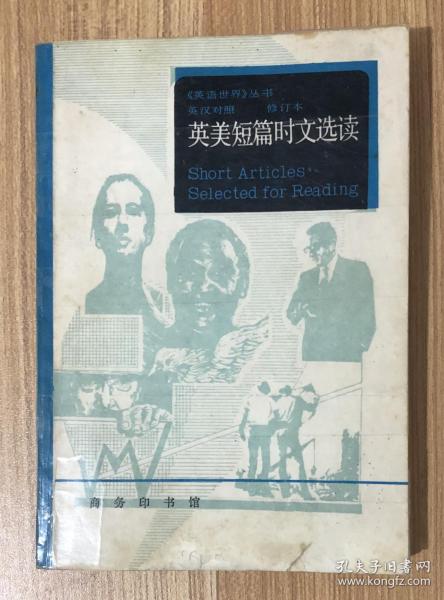 《英语世界》丛书
英汉对照 修订本
英美短篇时文选读
Short Articles
Selected for Reading
商务印书馆
孔夫子旧书网
www.kongfz.com